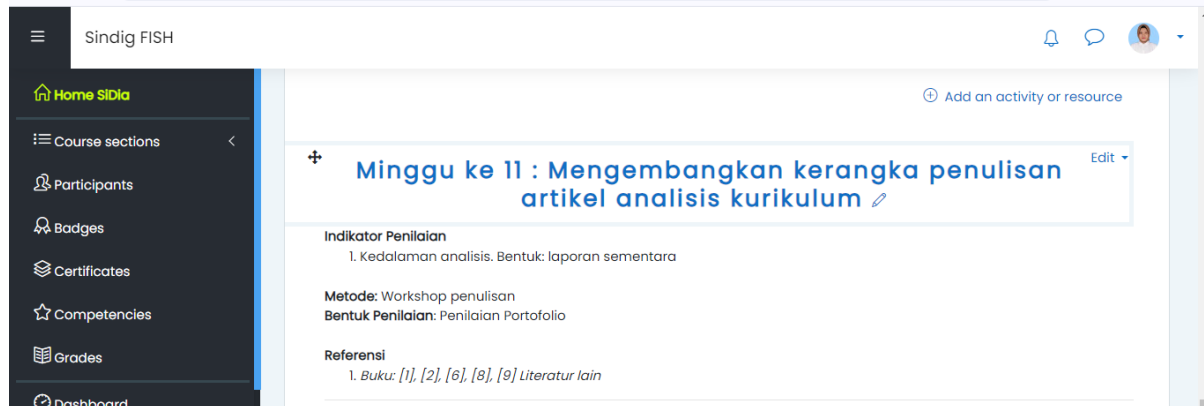 Sindig FISH
Home SiDia
Add an activity or resource
Course sections
Minggu ke 11 : Mengembangkan kerangka penulisan
artikel analisis kurikulum
Edit
Participants
Badges
Certificates
Competencies
Grades
Dashboard
Indikator Penilaian
1. Kedalaman analisis. Bentuk: laporan sementara
Metode: Workshop penulisan
Bentuk Penilaian: Penilaian Portofolio
Referensi
1. Buku: [1], [2], [6], [8], [9] Literatur lain